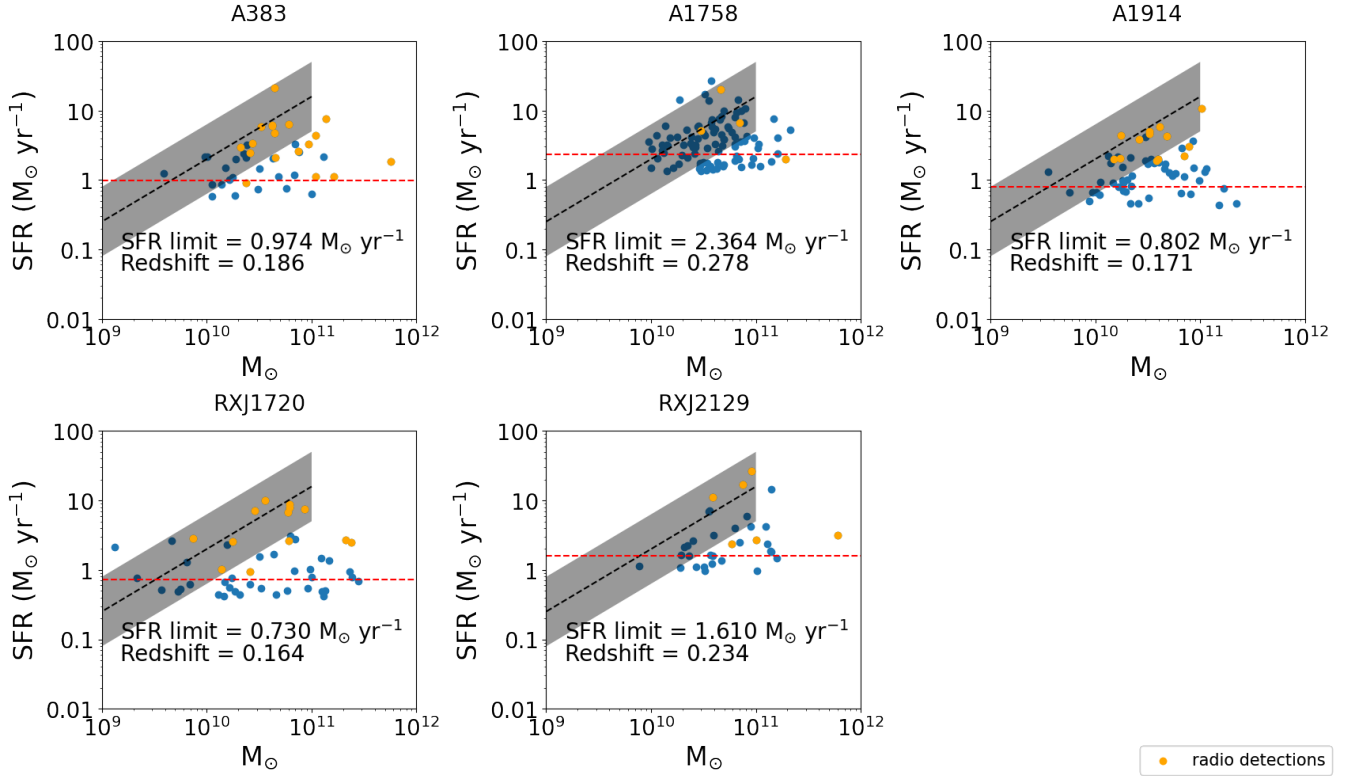 A383
A1758
A1914
100
10
1
0.1
0.01
SFR (M⊙ yr⁻¹)
SFR limit = 0.974 M⊙ yr⁻¹
Redshift = 0.186
10⁹
10¹⁰
10¹¹
10¹²
M⊙
100
10
1
0.1
0.01
SFR (M⊙ yr⁻¹)
SFR limit = 2.364 M⊙ yr⁻¹
Redshift = 0.278
10⁹
10¹⁰
10¹¹
10¹²
M⊙
100
10
1
0.1
0.01
SFR (M⊙ yr⁻¹)
SFR limit = 0.802 M⊙ yr⁻¹
Redshift = 0.171
10⁹
10¹⁰
10¹¹
10¹²
M⊙
RXJ1720
RXJ2129
100
10
1
0.1
0.01
SFR (M⊙ yr⁻¹)
SFR limit = 0.730 M⊙ yr⁻¹
Redshift = 0.164
10⁹
10¹⁰
10¹¹
10¹²
M⊙
100
10
1
0.1
0.01
SFR (M⊙ yr⁻¹)
SFR limit = 1.610 M⊙ yr⁻¹
Redshift = 0.234
10⁹
10¹⁰
10¹¹
10¹²
M⊙
radio detections